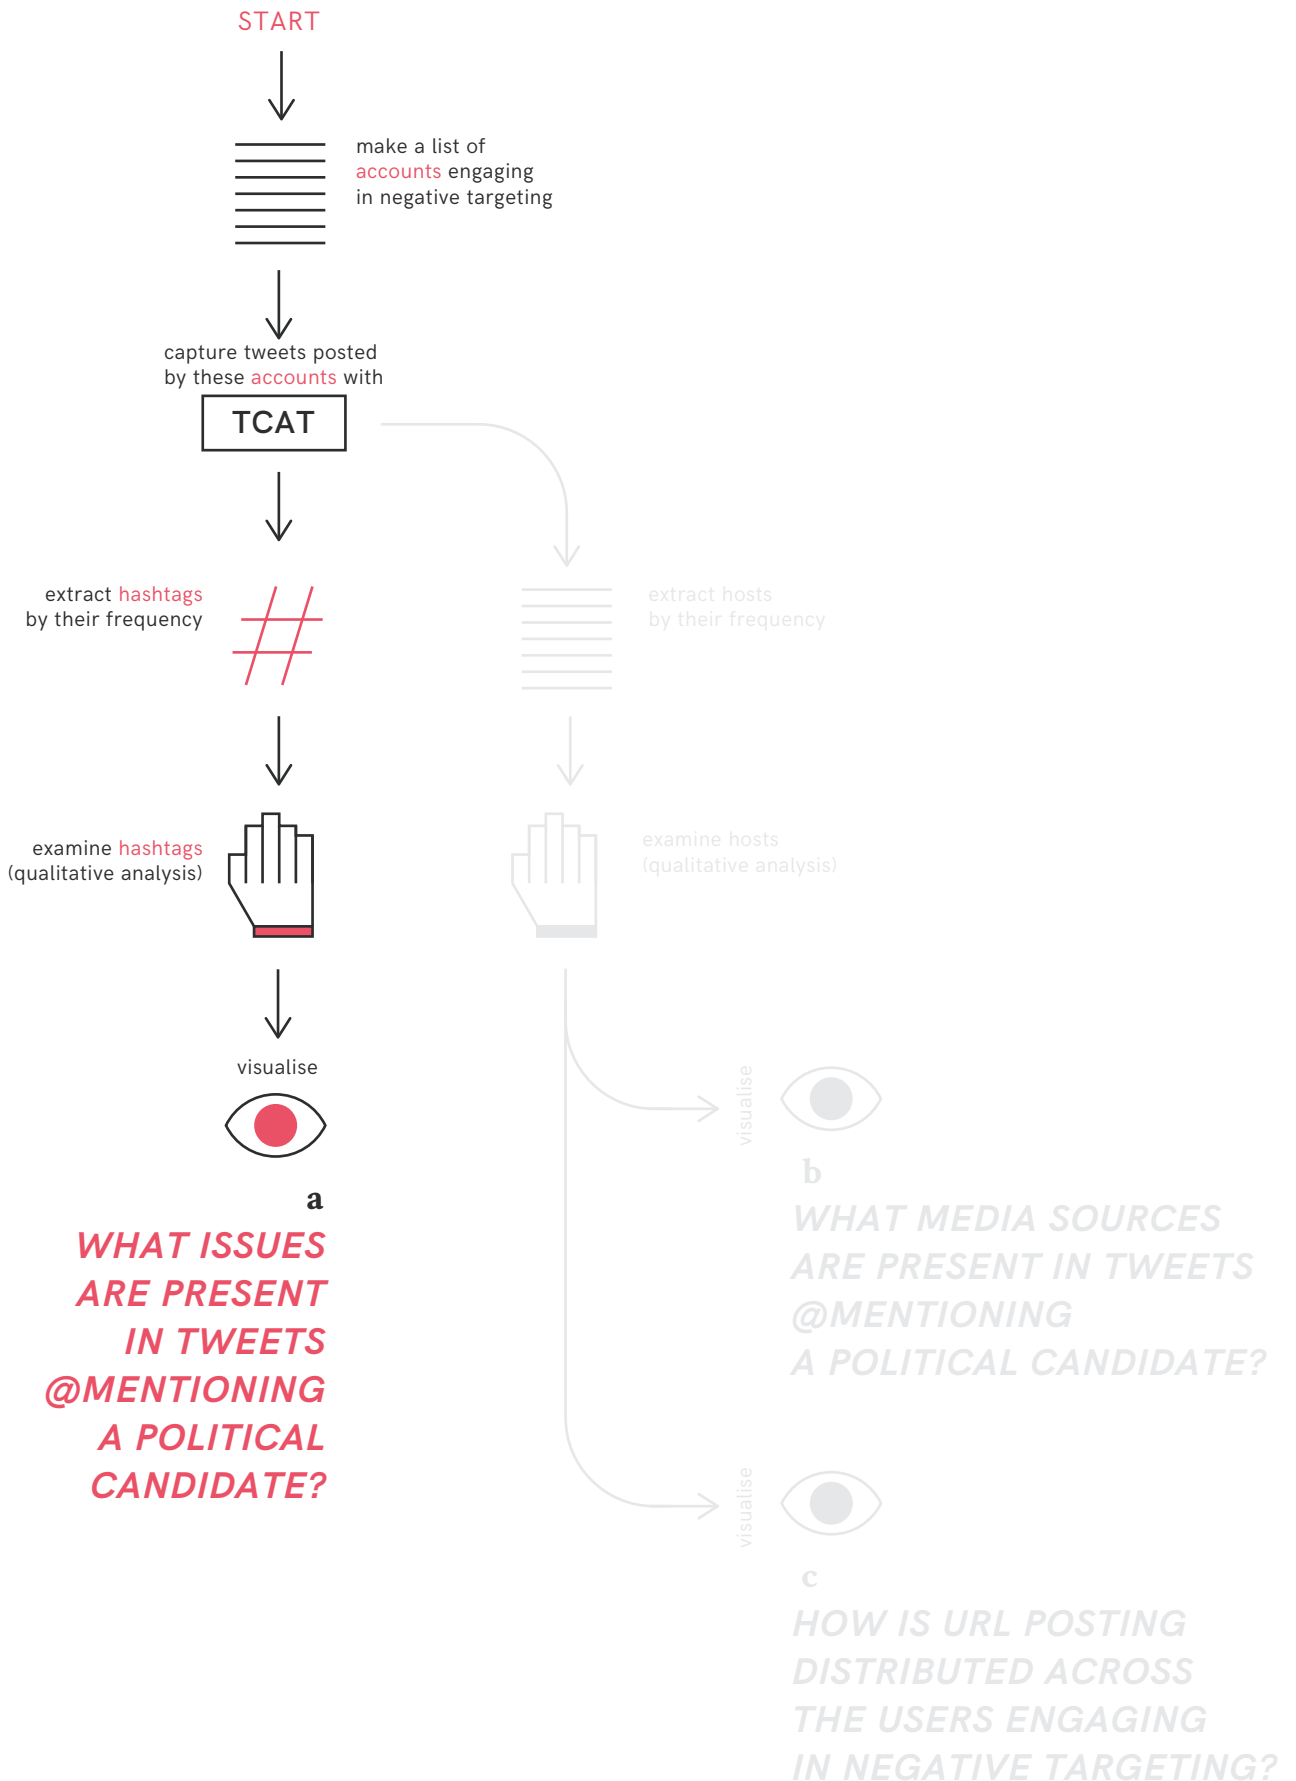 START
make a list of
accounts engaging
in negative targeting
capture tweets posted
by these accounts with
TCAT
extract hashtags
by their frequency
extract hosts
by their frequency
examine hashtags
(qualitative analysis)
examine hosts
(qualitative analysis)
visualise
a
WHAT ISSUES
ARE PRESENT
IN TWEETS
@MENTIONING
A POLITICAL
CANDIDATE?
visualise
b
WHAT MEDIA SOURCES
ARE PRESENT IN TWEETS
@MENTIONING
A POLITICAL CANDIDATE?
visualise
c
HOW IS URL POSTING
DISTRIBUTED ACROSS
THE USERS ENGAGING
IN NEGATIVE TARGETING?